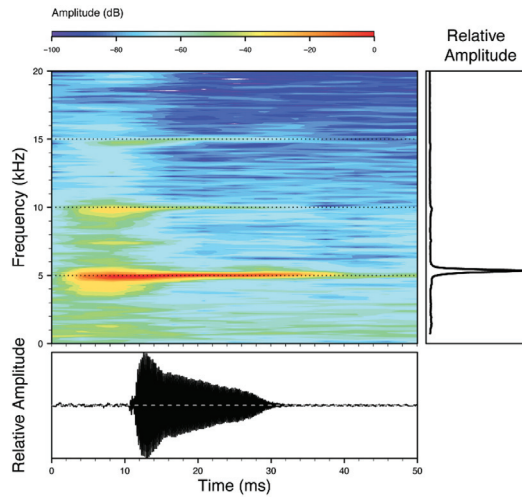 Amplitude (dB)
-100 -80 -60 -40 -20 0
Relative
Amplitude
20
15
10
5
0
Frequency (kHz)
Relative Amplitude
0 10 20 30 40 50
Time (ms)